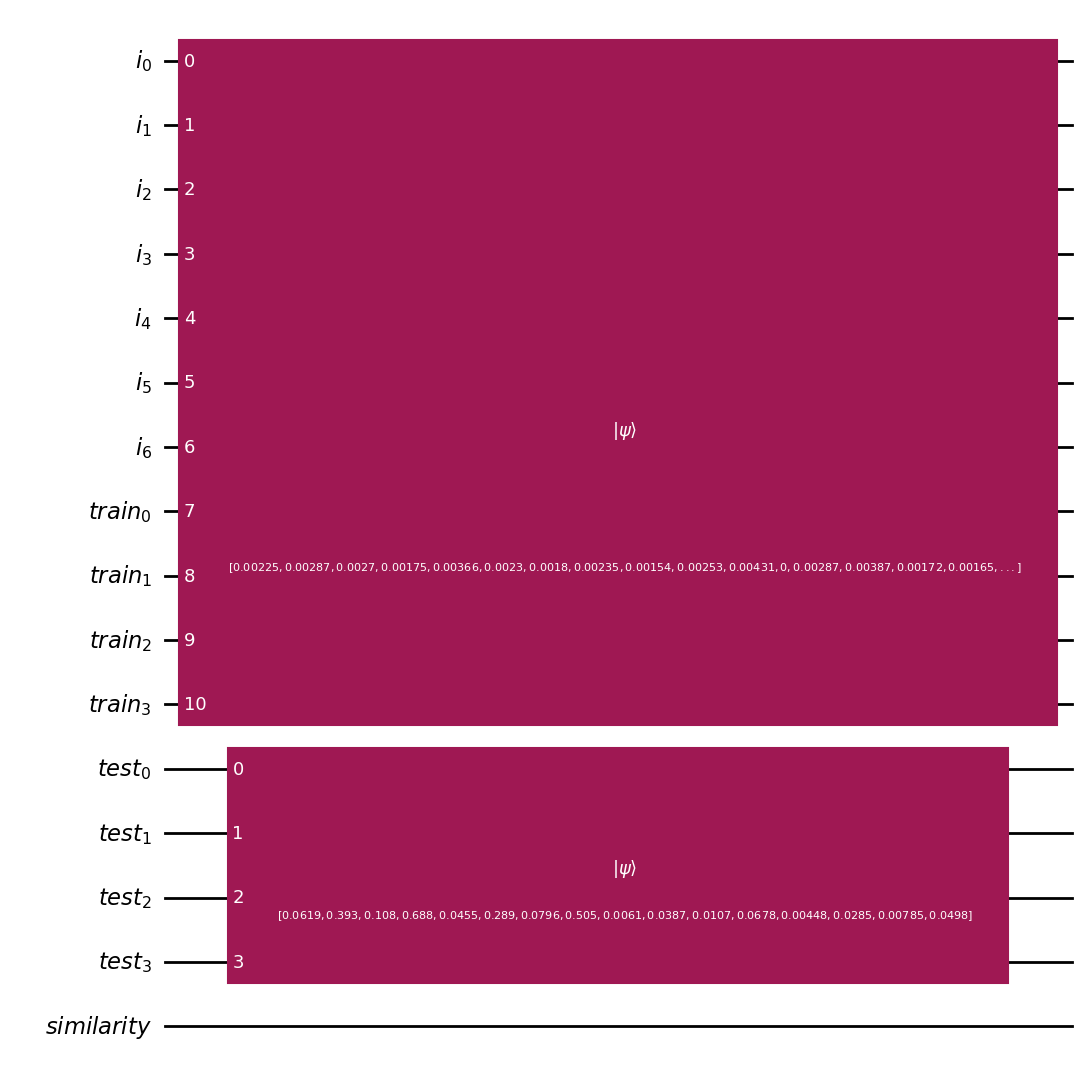 i₀ 0
i₁ 1
i₂ 2
i₃ 3
i₄ 4
i₅ 5
|ψ⟩
i₆ 6
train₀ 7
[0.00225, 0.00287, 0.0027, 0.00175, 0.00366, 0.0023, 0.0018, 0.00235, 0.00154, 0.00253, 0.00431, 0, 0.00287, 0.00387, 0.00172, 0.00165, ...]
train₁ 8
train₂ 9
train₃ 10
test₀ 0
test₁ 1
|ψ⟩
test₂ 2
[0.0619, 0.393, 0.108, 0.688, 0.0455, 0.289, 0.0796, 0.505, 0.0061, 0.0387, 0.0107, 0.0678, 0.00448, 0.0285, 0.00785, 0.0498]
test₃ 3
similarity